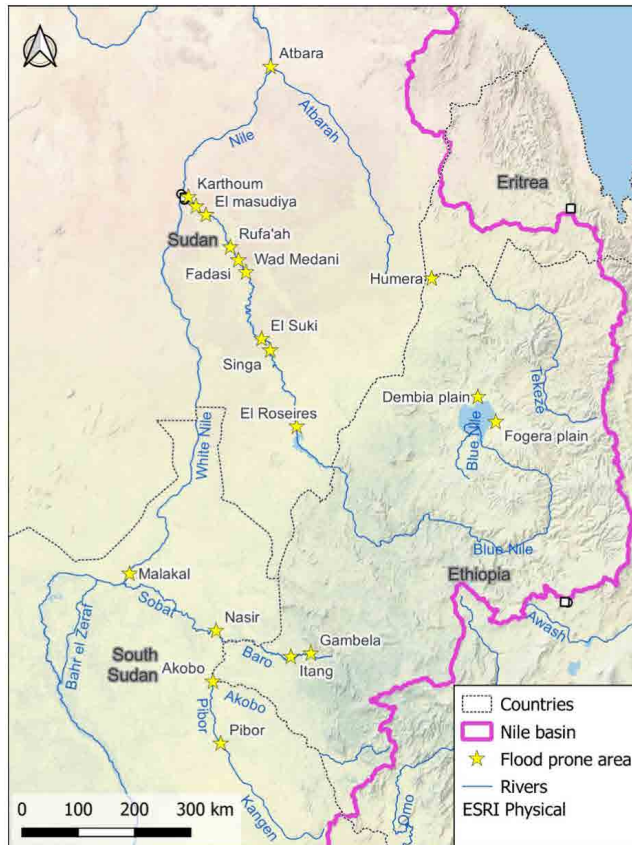 Atbara
Atbarah
Nile
Karthoum
El masudiya
Eritrea
Sudan
Rufa'ah
Wad Medani
Fadasi
Humera
El Suki
Singa
Dembia plain
Tekeze
El Roseires
Blue Nile
Fogera plain
White Nile
Blue Nile
Malakal
Ethiopia
Sobat
Awash
Bahr el Zeraf
Nasir
Gambela
Baro
South
Sudan
Itang
Akobo
Akobo
Pibor
Pibor
Kangen
Omo
Countries
Nile basin
Flood prone area
Rivers
ESRI Physical
0 100 200 300 km